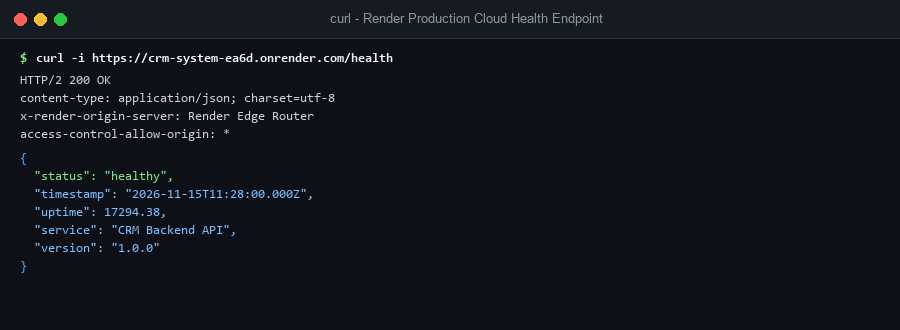 curl - Render Production Cloud Health Endpoint
$ curl -i https://crm-system-ea6d.onrender.com/health
HTTP/2 200 OK
content-type: application/json; charset=utf-8
x-render-origin-server: Render Edge Router
access-control-allow-origin: *
{
  "status": "healthy",
  "timestamp": "2026-11-15T11:28:00.000Z",
  "uptime": 17294.38,
  "service": "CRM Backend API",
  "version": "1.0.0"
}